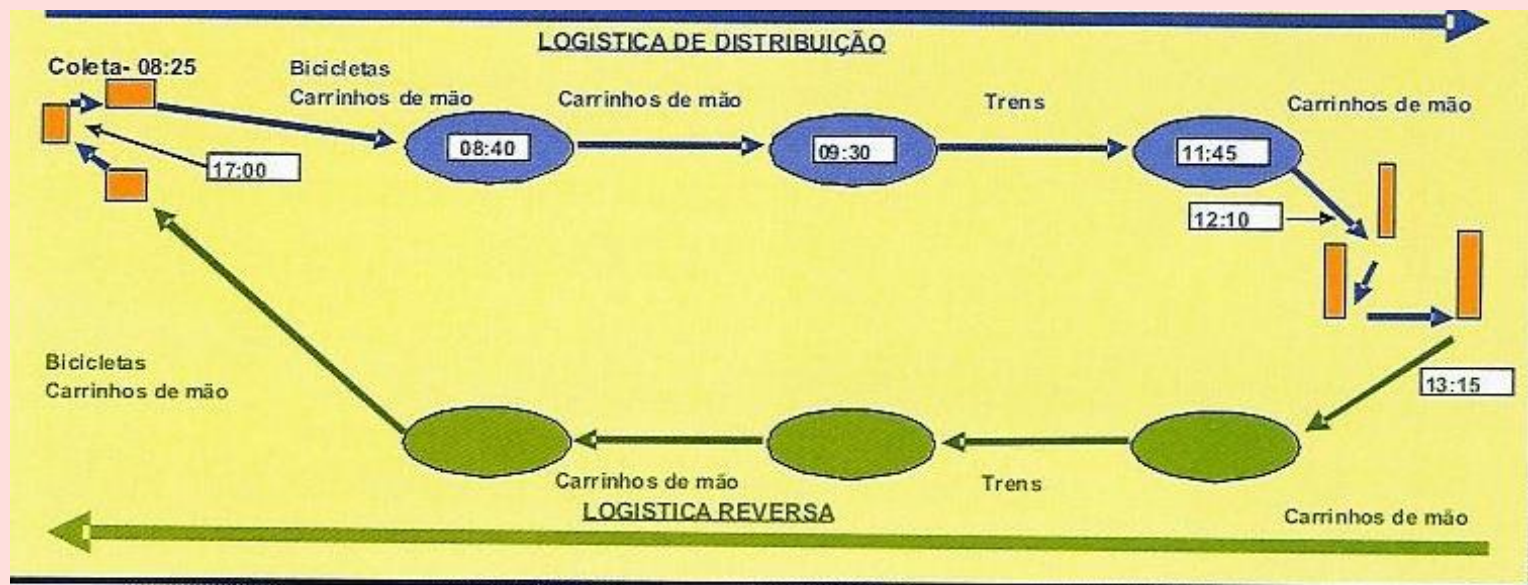 LOGISTICA DE DISTRIBUIÇÃO
Coleta- 08:25
Bicicletas
Carrinhos de mão
Carrinhos de mão
Trens
Carrinhos de mão
08:40
09:30
11:45
17:00
12:10
Bicicletas
Carrinhos de mão
13:15
Carrinhos de mão
Trens
LOGISTICA REVERSA
Carrinhos de mão